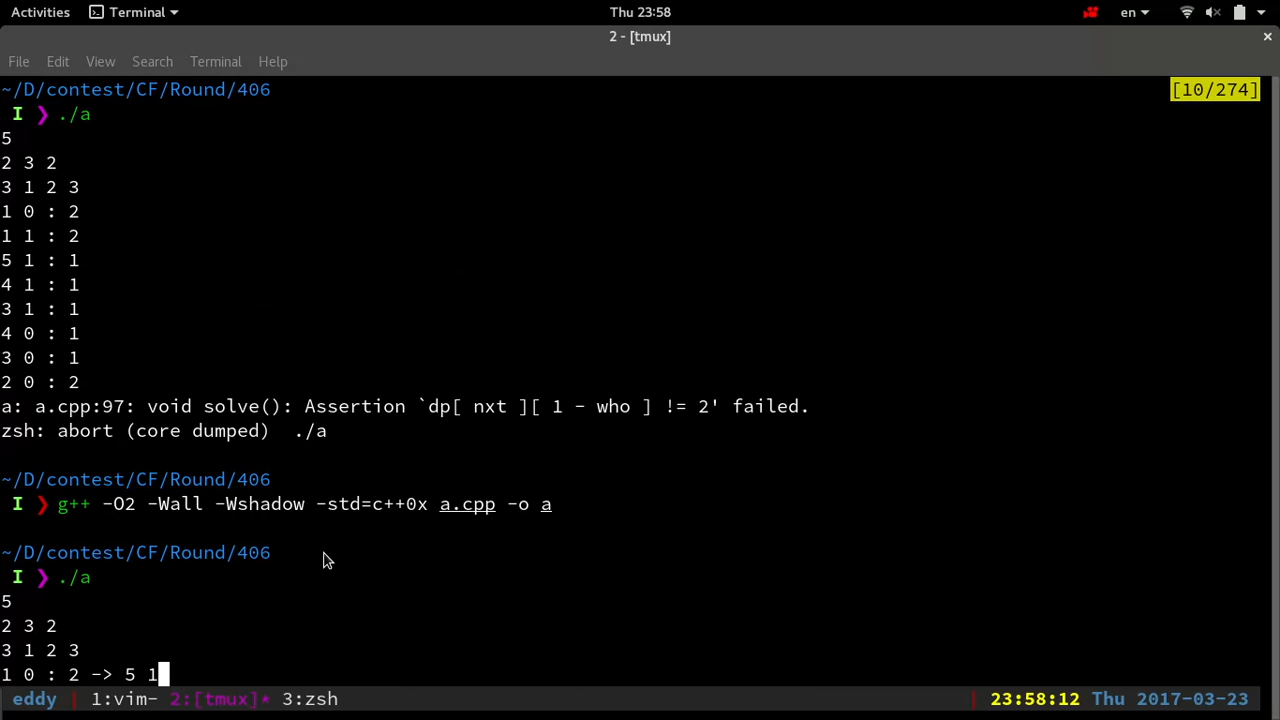 Activities Terminal Thu 23:58 en
2 - [tmux] ×
File Edit View Search Terminal Help
~/D/contest/CF/Round/406 [10/274]
I ❯ ./a
5
2 3 2
3 1 2 3
1 0 : 2
1 1 : 2
5 1 : 1
4 1 : 1
3 1 : 1
4 0 : 1
3 0 : 1
2 0 : 2
a: a.cpp:97: void solve(): Assertion `dp[ nxt ][ 1 - who ] != 2' failed.
zsh: abort (core dumped)  ./a
~/D/contest/CF/Round/406
I ❯ g++ -O2 -Wall -Wshadow -std=c++0x a.cpp -o a
~/D/contest/CF/Round/406
I ❯ ./a
5
2 3 2
3 1 2 3
1 0 : 2 -> 5 1
eddy | 1:vim- 2:[tmux]* 3:zsh | 23:58:12 Thu 2017-03-23